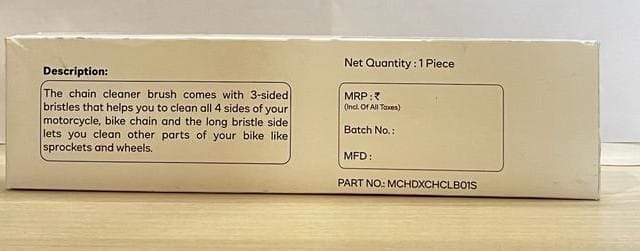 Description:
The chain cleaner brush comes with 3-sided
bristles that helps you to clean all 4 sides of your
motorcycle, bike chain and the long bristle side
lets you clean other parts of your bike like
sprockets and wheels.
Net Quantity : 1 Piece
MRP : ₹
(Incl. Of All Taxes)
Batch No. :
MFD :
PART NO.: MCHDXCHCLB01S